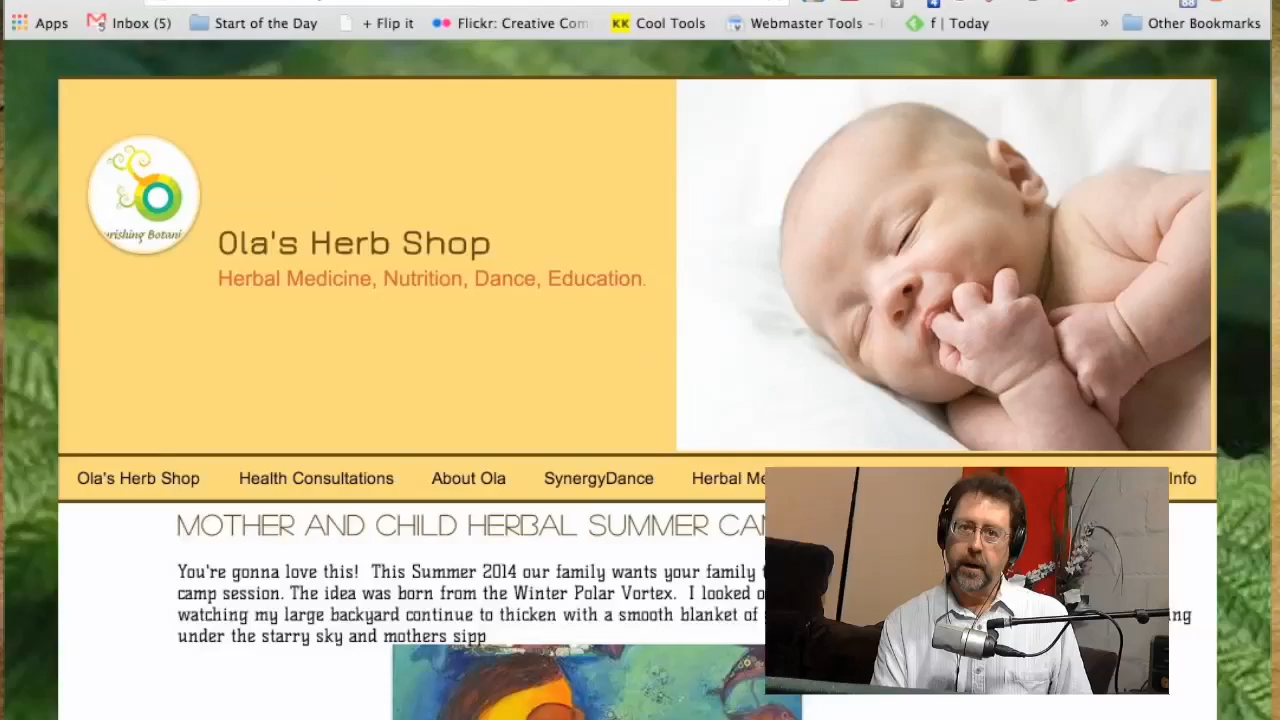 Apps Inbox (5) Start of the Day + Flip it Flickr: Creative Com KK Cool Tools Webmaster Tools - f | Today » Other Bookmarks
rishing Botani
Ola's Herb Shop
Herbal Medicine, Nutrition, Dance, Education.
Ola's Herb Shop Health Consultations About Ola SynergyDance Herbal Me Info
MOTHER AND CHILD HERBAL SUMMER CA
You're gonna love this! This Summer 2014 our family wants your family
camp session. The idea was born from the Winter Polar Vortex. I looked o
watching my large backyard continue to thicken with a smooth blanket of ing
under the starry sky and mothers sipp